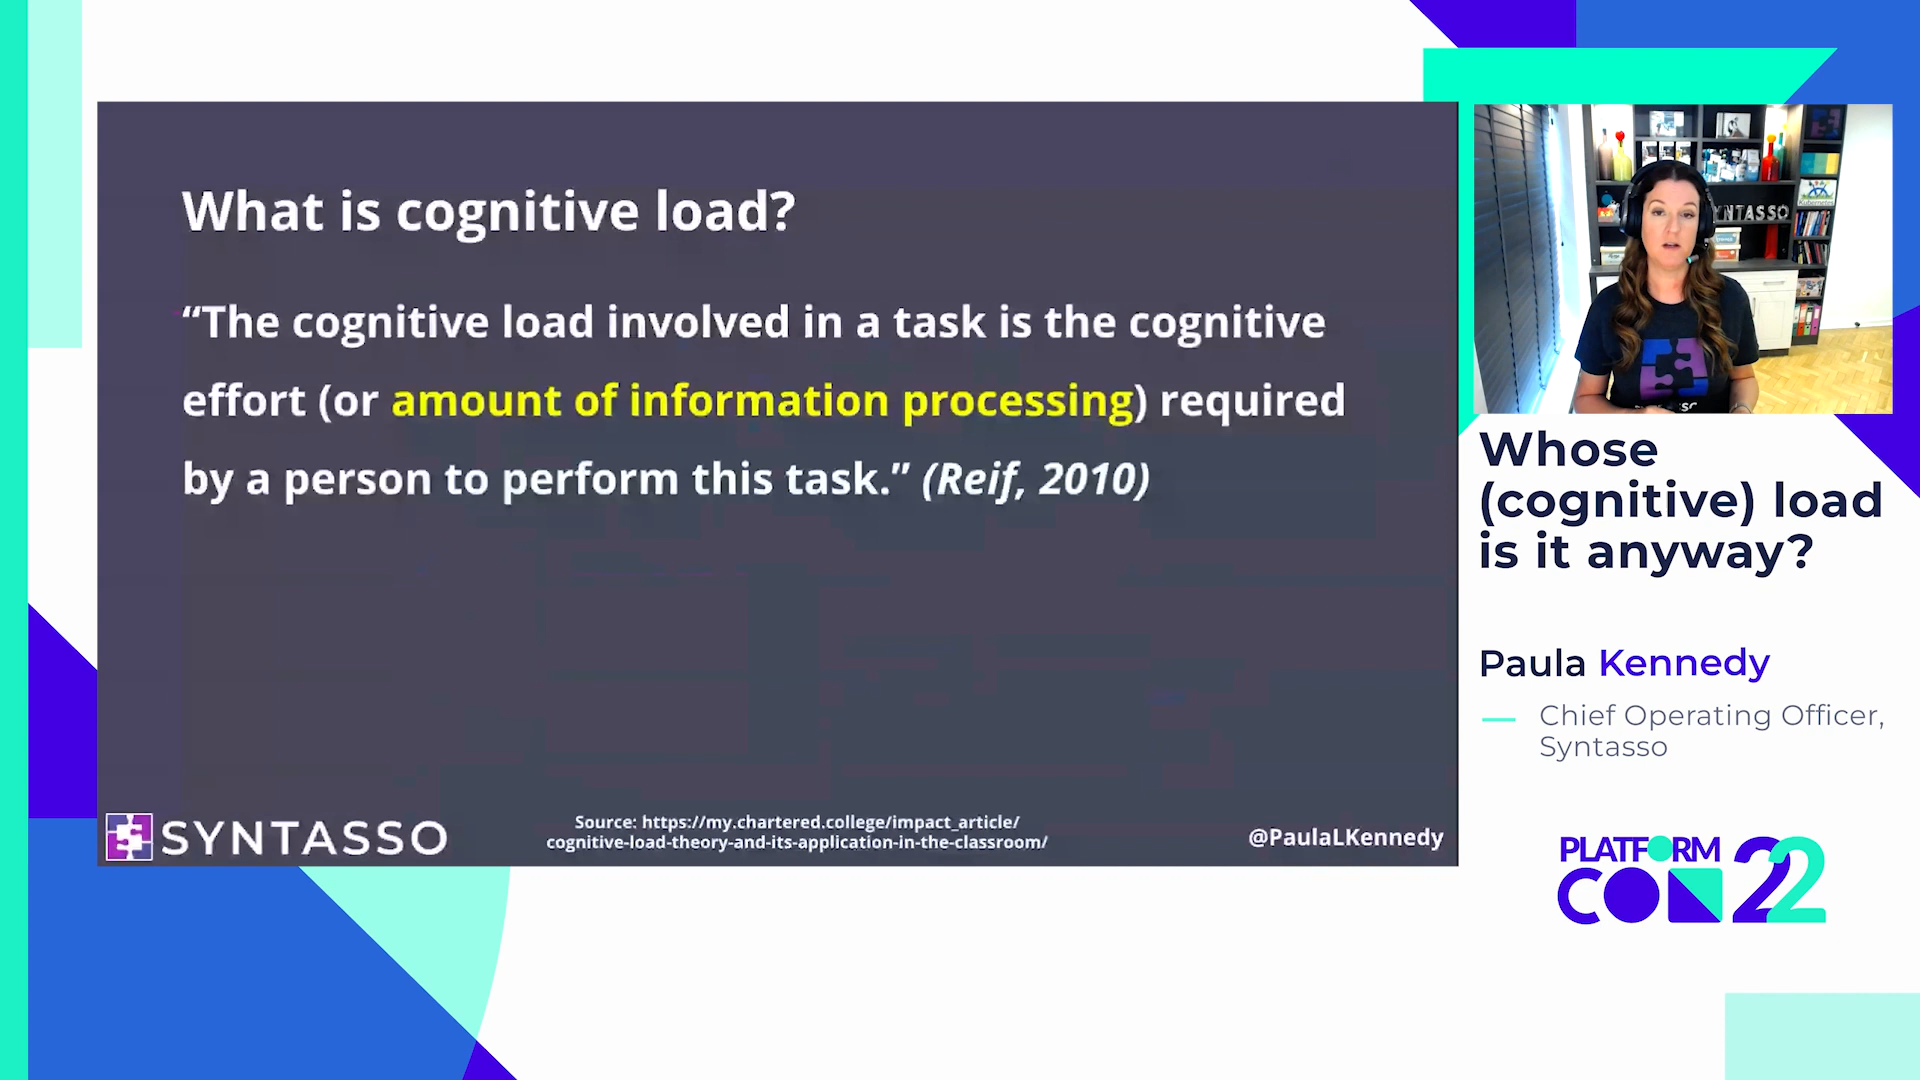 What is cognitive load?
“The cognitive load involved in a task is the cognitive
effort (or amount of information processing) required
by a person to perform this task.” (Reif, 2010)
SYNTASSO
Source: https://my.chartered.college/impact_article/
cognitive-load-theory-and-its-application-in-the-classroom/
@PaulaLKennedy
YNTASSO
Whose
(cognitive) load
is it anyway?
Paula Kennedy
Chief Operating Officer,
Syntasso
PLATFORM
CON 22